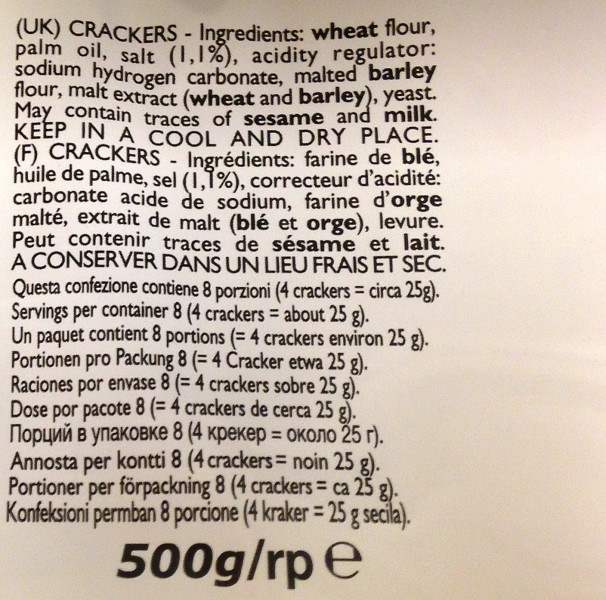 (UK) CRACKERS - Ingredients: wheat flour,
palm oil, salt (1,1%), acidity regulator:
sodium hydrogen carbonate, malted barley
flour, malt extract (wheat and barley), yeast.
May contain traces of sesame and milk.
KEEP IN A COOL AND DRY PLACE.
(F) CRACKERS - Ingrédients: farine de blé,
huile de palme, sel (1,1%), correcteur d'acidité:
carbonate acide de sodium, farine d'orge
malté, extrait de malt (blé et orge), levure.
Peut contenir traces de sésame et lait.
A CONSERVER DANS UN LIEU FRAIS ET SEC.
Questa confezione contiene 8 porzioni (4 crackers = circa 25g).
Servings per container 8 (4 crackers = about 25 g).
Un paquet contient 8 portions (= 4 crackers environ 25 g).
Portionen pro Packung 8 (= 4 Cracker etwa 25 g).
Raciones por envase 8 (= 4 crackers sobre 25 g).
Dose por pacote 8 (= 4 crackers de cerca 25 g).
Порций в упаковке 8 (4 крекер = около 25 г).
Annosta per kontti 8 (4 crackers = noin 25 g).
Portioner per förpackning 8 (4 crackers = ca 25 g).
Konfeksioni permban 8 porcione (4 kraker = 25 g secila).
500g/rp ℮